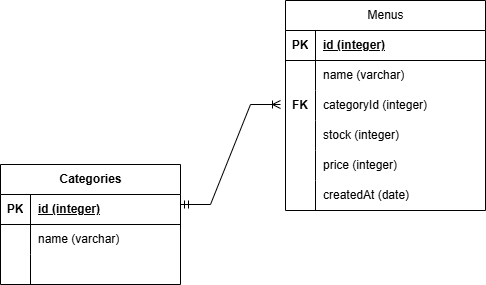 Menus
PK id (integer)
name (varchar)
FK categoryId (integer)
stock (integer)
price (integer)
createdAt (date)
Categories
PK id (integer)
name (varchar)